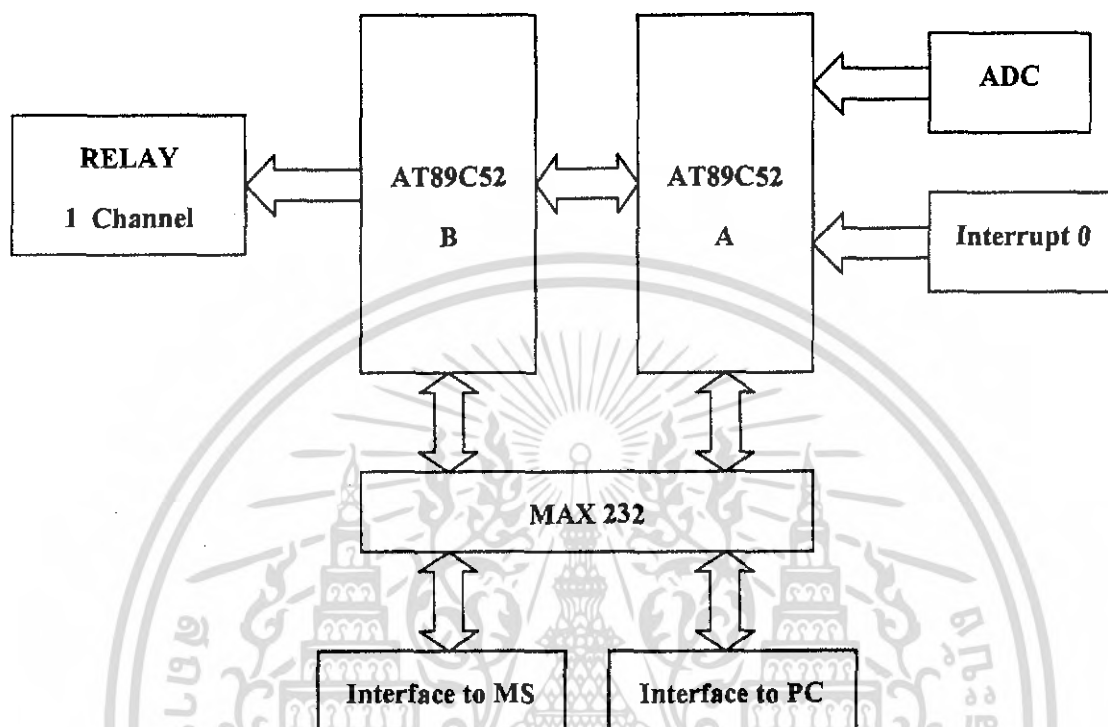 RELAY
1 Channel
AT89C52
B
AT89C52
A
ADC
Interrupt 0
MAX 232
Interface to MS
Interface to PC